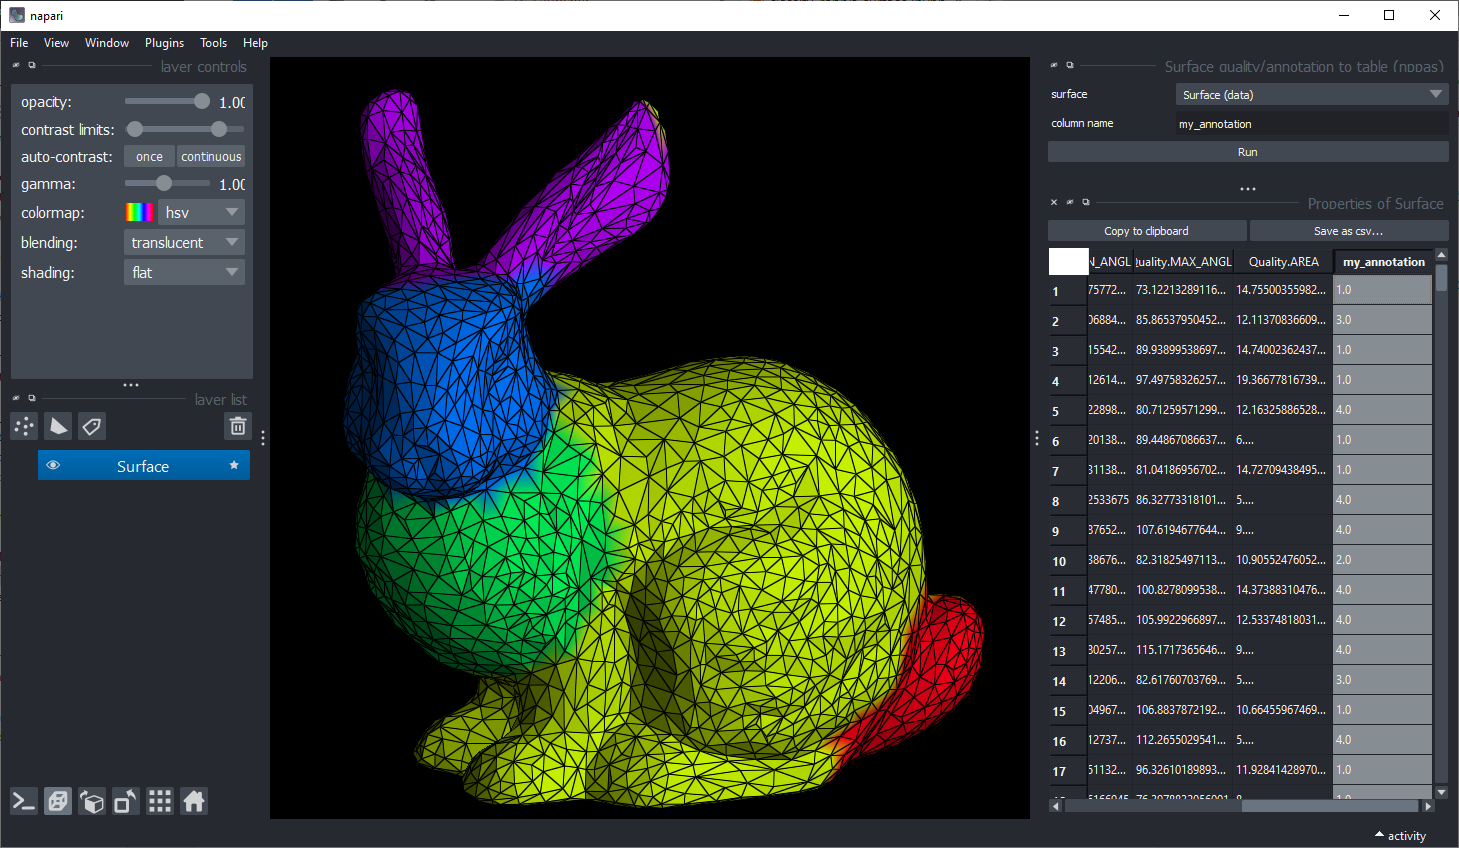 napari
File View Window Plugins Tools Help
layer controls
opacity: 1.00
contrast limits:
auto-contrast: once continuous
gamma: 1.00
colormap: hsv
blending: translucent
shading: flat
layer list
Surface
Surface quality/annotation to table (nppas)
surface Surface (data)
column name my_annotation
Run
Properties of Surface
Copy to clipboard Save as csv...
N_ANGL Quality.MAX_ANGL Quality.AREA my_annotation
1 75772... 73.12213289116... 14.75500355982... 1.0
2 06884... 85.86537950452... 12.11370836609... 3.0
3 15542... 89.93899538697... 14.74002362437... 1.0
4 12614... 97.49758326257... 19.36677816739... 1.0
5 22898... 80.71259571299... 12.16325886528... 4.0
6 20138... 89.44867086637... 6.... 1.0
7 31138... 81.04186956702... 14.72709438495... 1.0
8 2533675 86.32773318101... 5.... 4.0
9 37652... 107.6194677644... 9.... 4.0
10 38676... 82.31825497113... 10.90552476052... 2.0
11 47780... 100.8278099538... 14.37388310476... 4.0
12 57485... 105.9922966897... 12.53374818031... 4.0
13 30257... 115.1717365646... 9.... 4.0
14 12206... 82.61760703769... 5.... 3.0
15 04967... 106.8837872192... 10.66455967469... 1.0
16 12737... 112.2655029541... 5.... 4.0
17 51132... 96.32610189893... 11.92841428970... 1.0
activity